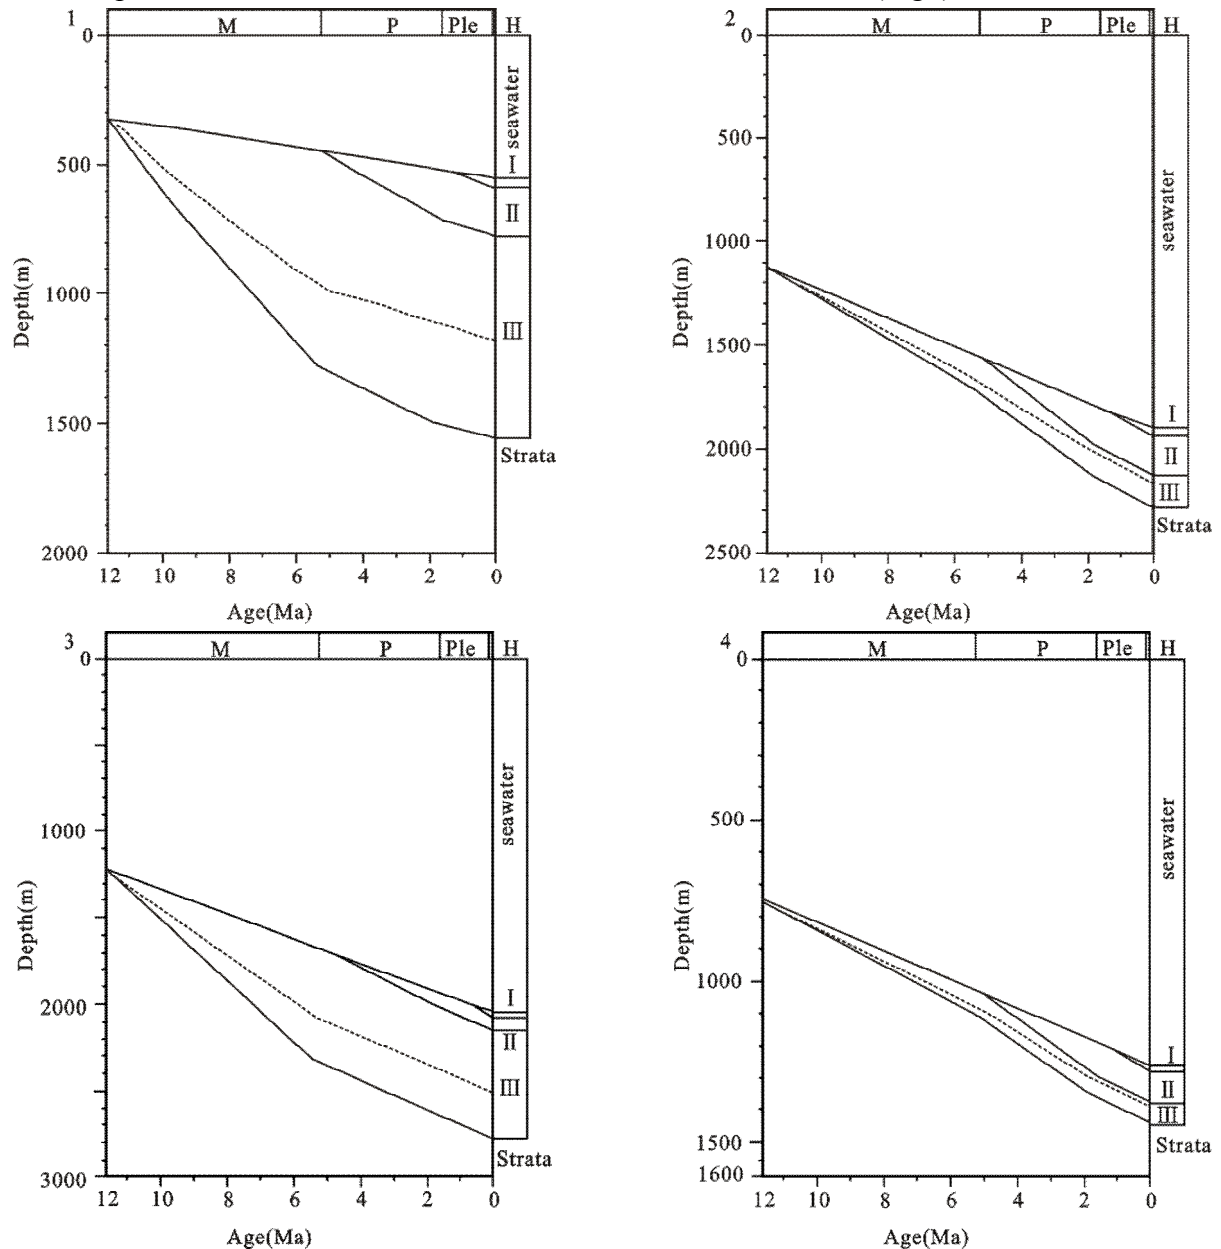 1
M P Ple H
0
500
1000
1500
2000
Depth(m)
seawater
I
II
III
Strata
12 10 8 6 4 2 0
Age(Ma)
2
M P Ple H
0
500
1000
1500
2000
2500
Depth(m)
seawater
I
II
III
Strata
12 10 8 6 4 2 0
Age(Ma)
3
M P Ple H
0
1000
2000
3000
Depth(m)
seawater
I
II
III
Strata
12 10 8 6 4 2 0
Age(Ma)
4
M P Ple H
0
500
1000
1500
1600
Depth(m)
seawater
I
II
III
Strata
12 10 8 6 4 2 0
Age(Ma)